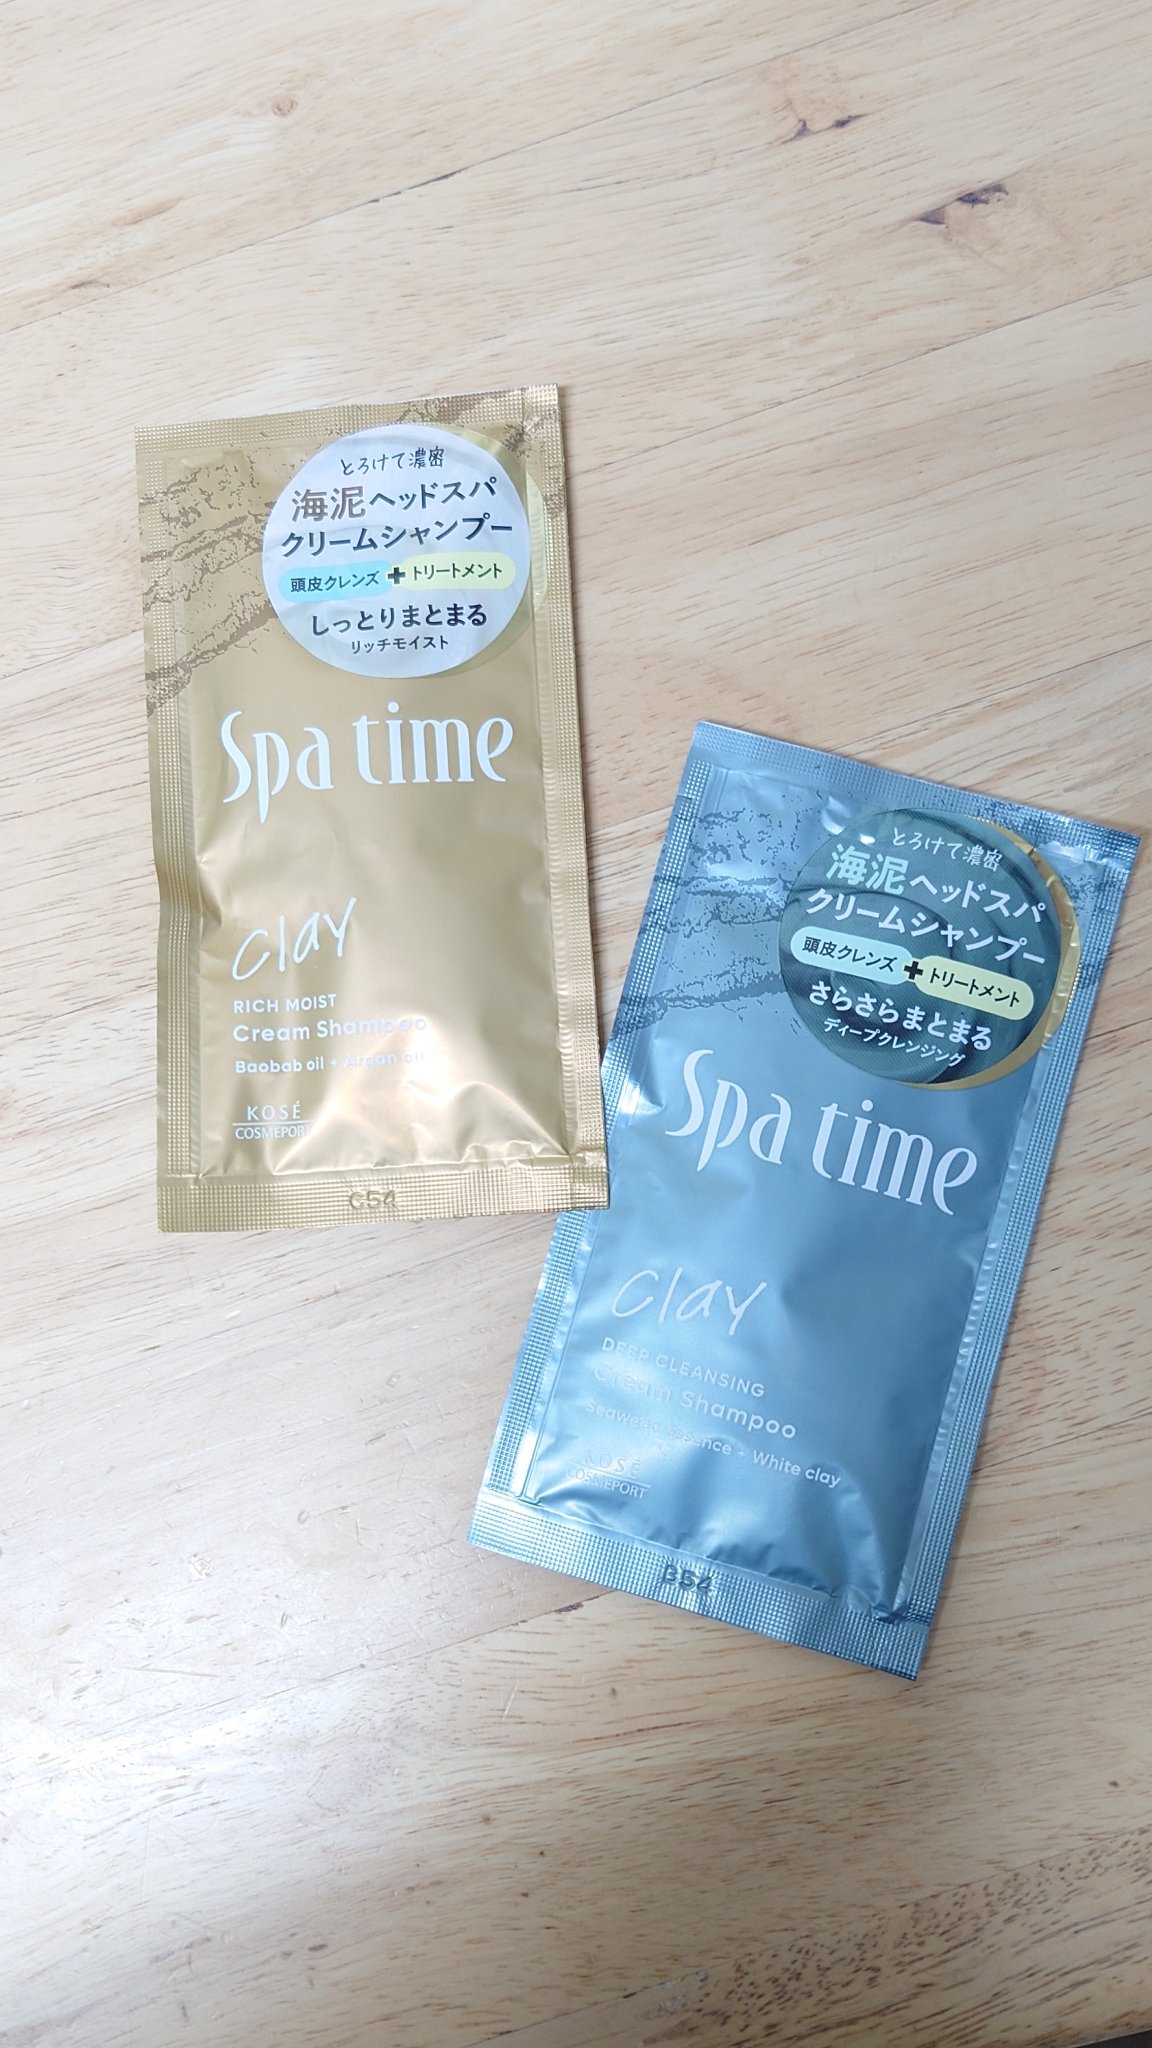 とろけて濃密
海泥ヘッドスパ
クリームシャンプー
頭皮クレンズ + トリートメント
しっとりまとまる
リッチモイスト
Spa time
Clay
RICH MOIST
Cream Shampoo
Baobab oil + Argan oil
KOSÉ
COSMEPORT
C54
とろけて濃密
海泥ヘッドスパ
クリームシャンプー
頭皮クレンズ + トリートメント
さらさらまとまる
ディープクレンジング
Spa time
Clay
DEEP CLEANSING
Cream Shampoo
Seaweed essence + White clay
KOSÉ
COSMEPORT
B54